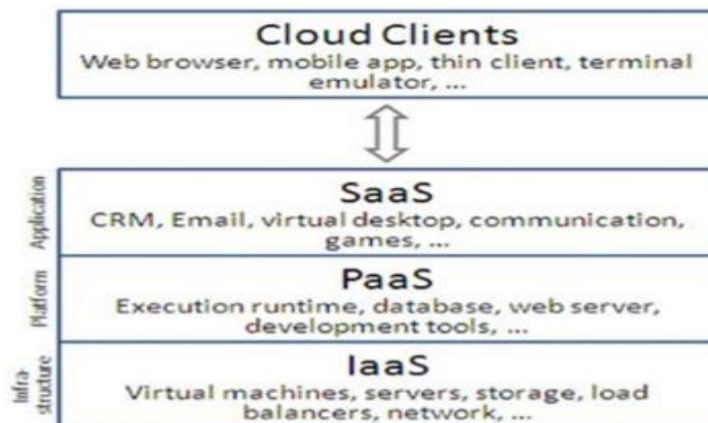 Cloud Clients
Web browser, mobile app, thin client, terminal
emulator, ...
Application
SaaS
CRM, Email, virtual desktop, communication,
games, ...
Platform
PaaS
Execution runtime, database, web server,
development tools, ...
Infra-
structure
IaaS
Virtual machines, servers, storage, load
balancers, network, ...